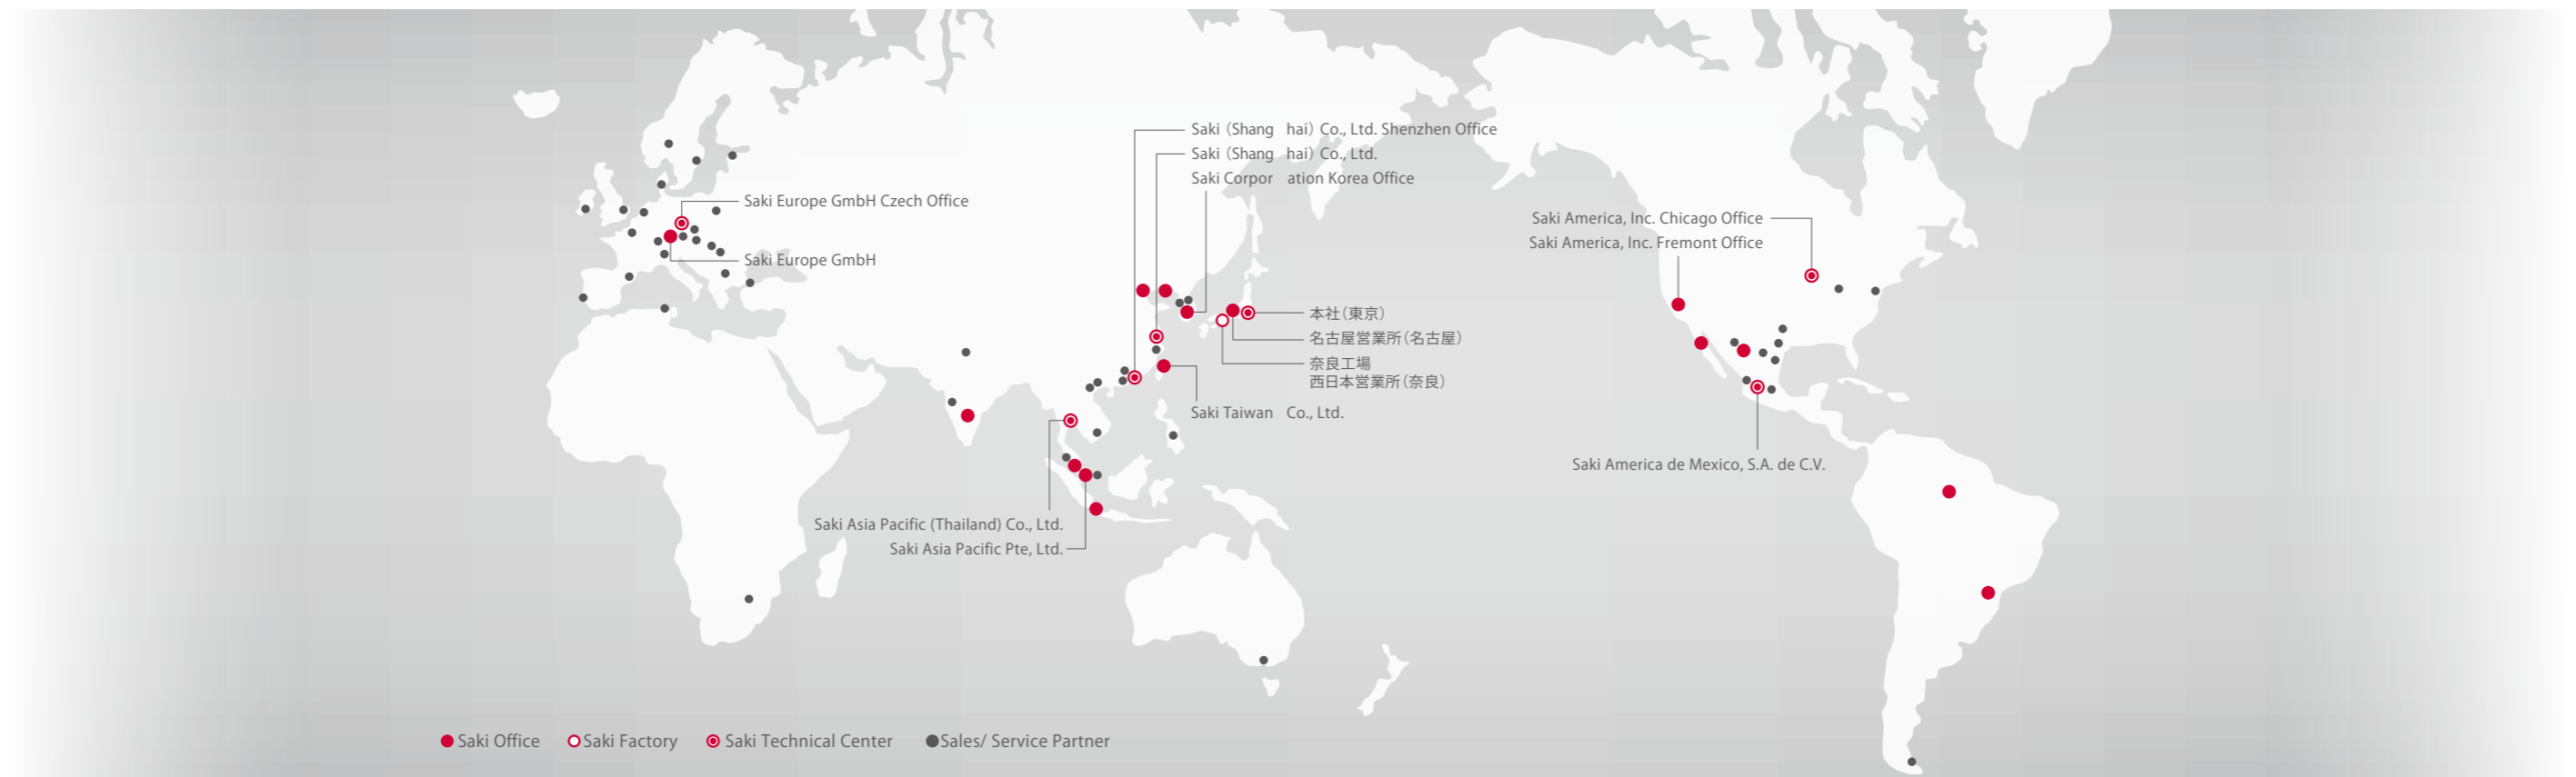 Saki （Shang hai） Co., Ltd. Shenzhen Office
Saki （Shang hai） Co., Ltd.
Saki Corpor ation Korea Office
Saki Europe GmbH Czech Office
Saki Europe GmbH
Saki America, Inc. Chicago Office
Saki America, Inc. Fremont Office
本社（東京）
名古屋営業所（名古屋）
奈良工場
西日本営業所（奈良）
Saki Taiwan Co., Ltd.
Saki America de Mexico, S.A. de C.V.
Saki Asia Pacific (Thailand) Co., Ltd.
Saki Asia Pacific Pte, Ltd.
Saki Office Saki Factory Saki Technical Center Sales/ Service Partner